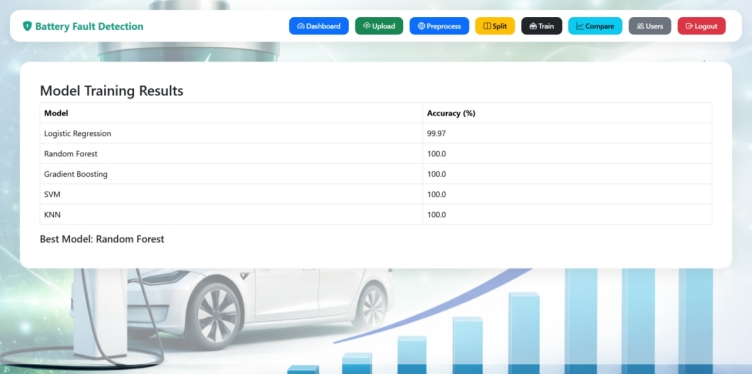 Battery Fault Detection Dashboard Upload Preprocess Split Train Compare Users Logout
Model Training Results
Model Accuracy (%)
Logistic Regression 99.97
Random Forest 100.0
Gradient Boosting 100.0
SVM 100.0
KNN 100.0
Best Model: Random Forest